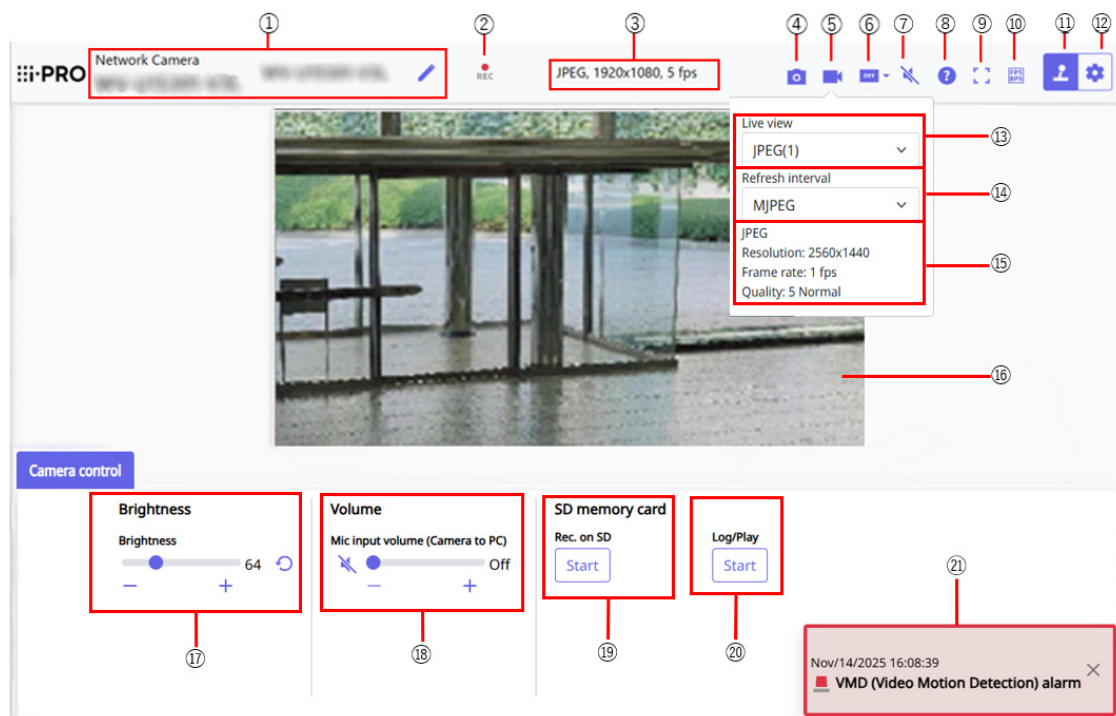 ① ② ③ ④ ⑤ ⑥ ⑦ ⑧ ⑨ ⑩ ⑪ ⑫
i-PRO
Network Camera
REC
JPEG, 1920x1080, 5 fps
OFF
FPS
BPS
Live view
JPEG(1)
⑬
Refresh interval
MJPEG
⑭
JPEG
Resolution: 2560x1440
Frame rate: 1 fps
Quality: 5 Normal
⑮
⑯
Camera control
Brightness
Brightness
64
⑰
Volume
Mic input volume (Camera to PC)
Off
⑱
SD memory card
Rec. on SD
Start
⑲
Log/Play
Start
⑳
㉑
Nov/14/2025 16:08:39
VMD (Video Motion Detection) alarm